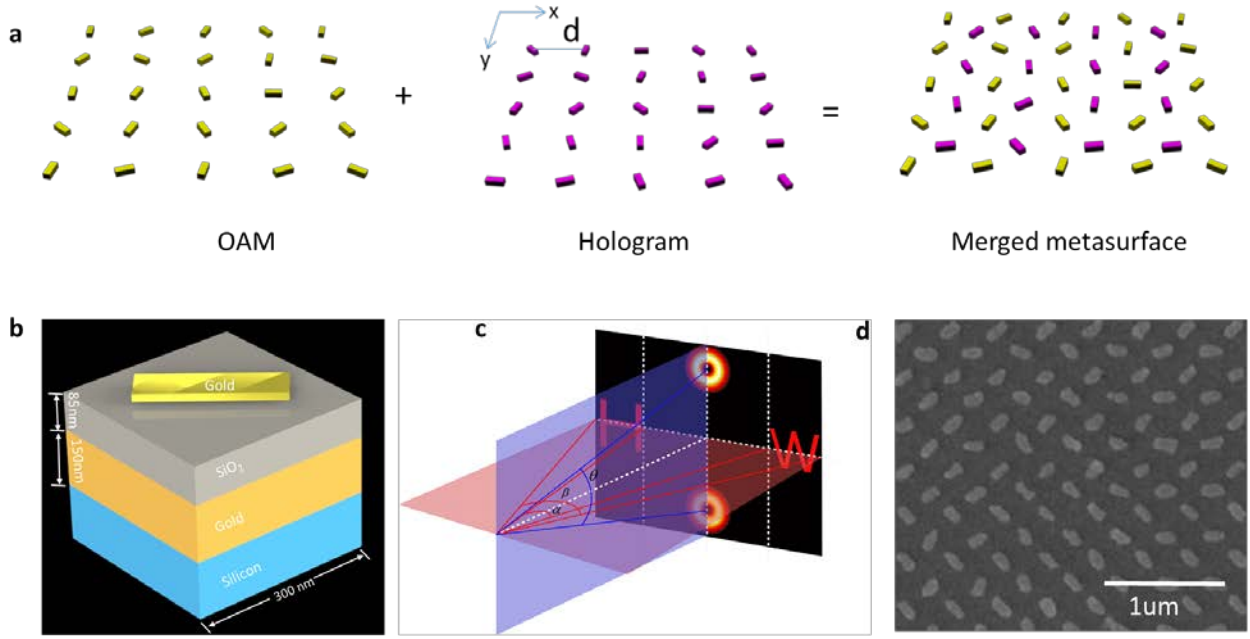 a
x
y
d
+
=
OAM
Hologram
Merged metasurface
b
c
d
Gold
85nm
150nm
SiO₂
Gold
Silicon
300 nm
H
W
θ
β
α
1um